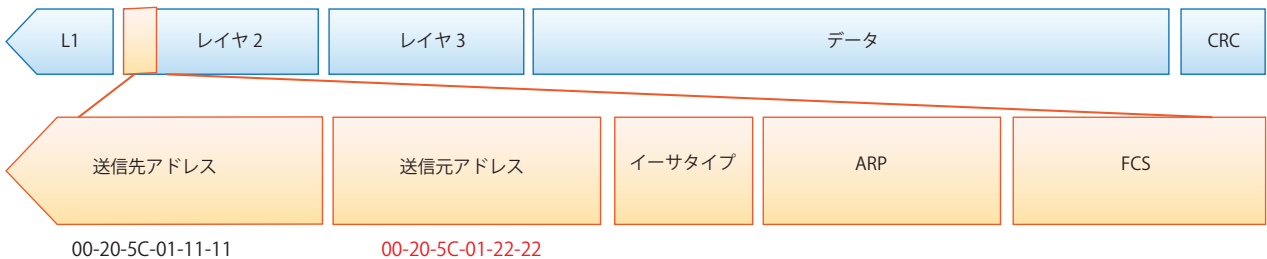 L1
レイヤ 2
レイヤ 3
データ
CRC
送信先アドレス
送信元アドレス
イーサタイプ
ARP
FCS
00-20-5C-01-11-11
00-20-5C-01-22-22